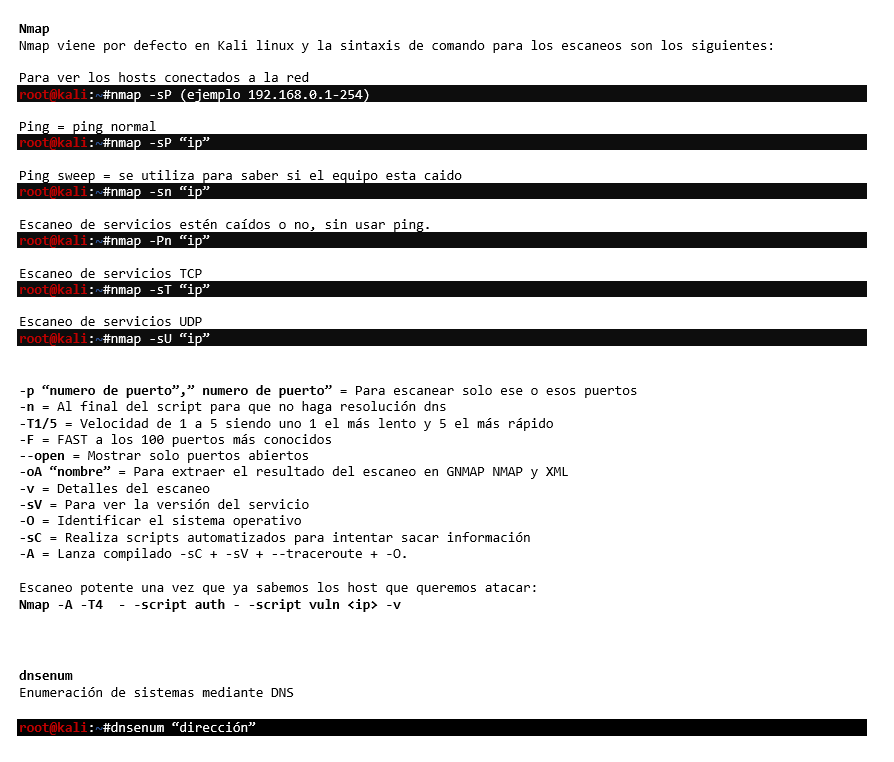 Nmap
Nmap viene por defecto en Kali linux y la sintaxis de comando para los escaneos son los siguientes:
Para ver los hosts conectados a la red
root@kali:~#nmap -sP (ejemplo 192.168.0.1-254)
Ping = ping normal
root@kali:~#nmap -sP “ip”
Ping sweep = se utiliza para saber si el equipo esta caido
root@kali:~#nmap -sn “ip”
Escaneo de servicios estén caídos o no, sin usar ping.
root@kali:~#nmap -Pn “ip”
Escaneo de servicios TCP
root@kali:~#nmap -sT “ip”
Escaneo de servicios UDP
root@kali:~#nmap -sU “ip”
-p “numero de puerto”,” numero de puerto” = Para escanear solo ese o esos puertos
-n = Al final del script para que no haga resolución dns
-T1/5 = Velocidad de 1 a 5 siendo uno 1 el más lento y 5 el más rápido
-F = FAST a los 100 puertos más conocidos
--open = Mostrar solo puertos abiertos
-oA “nombre” = Para extraer el resultado del escaneo en GNMAP NMAP y XML
-v = Detalles del escaneo
-sV = Para ver la versión del servicio
-O = Identificar el sistema operativo
-sC = Realiza scripts automatizados para intentar sacar información
-A = Lanza compilado -sC + -sV + --traceroute + -O.
Escaneo potente una vez que ya sabemos los host que queremos atacar:
Nmap -A -T4  - -script auth - -script vuln <ip> -v
dnsenum
Enumeración de sistemas mediante DNS
root@kali:~#dnsenum “dirección”